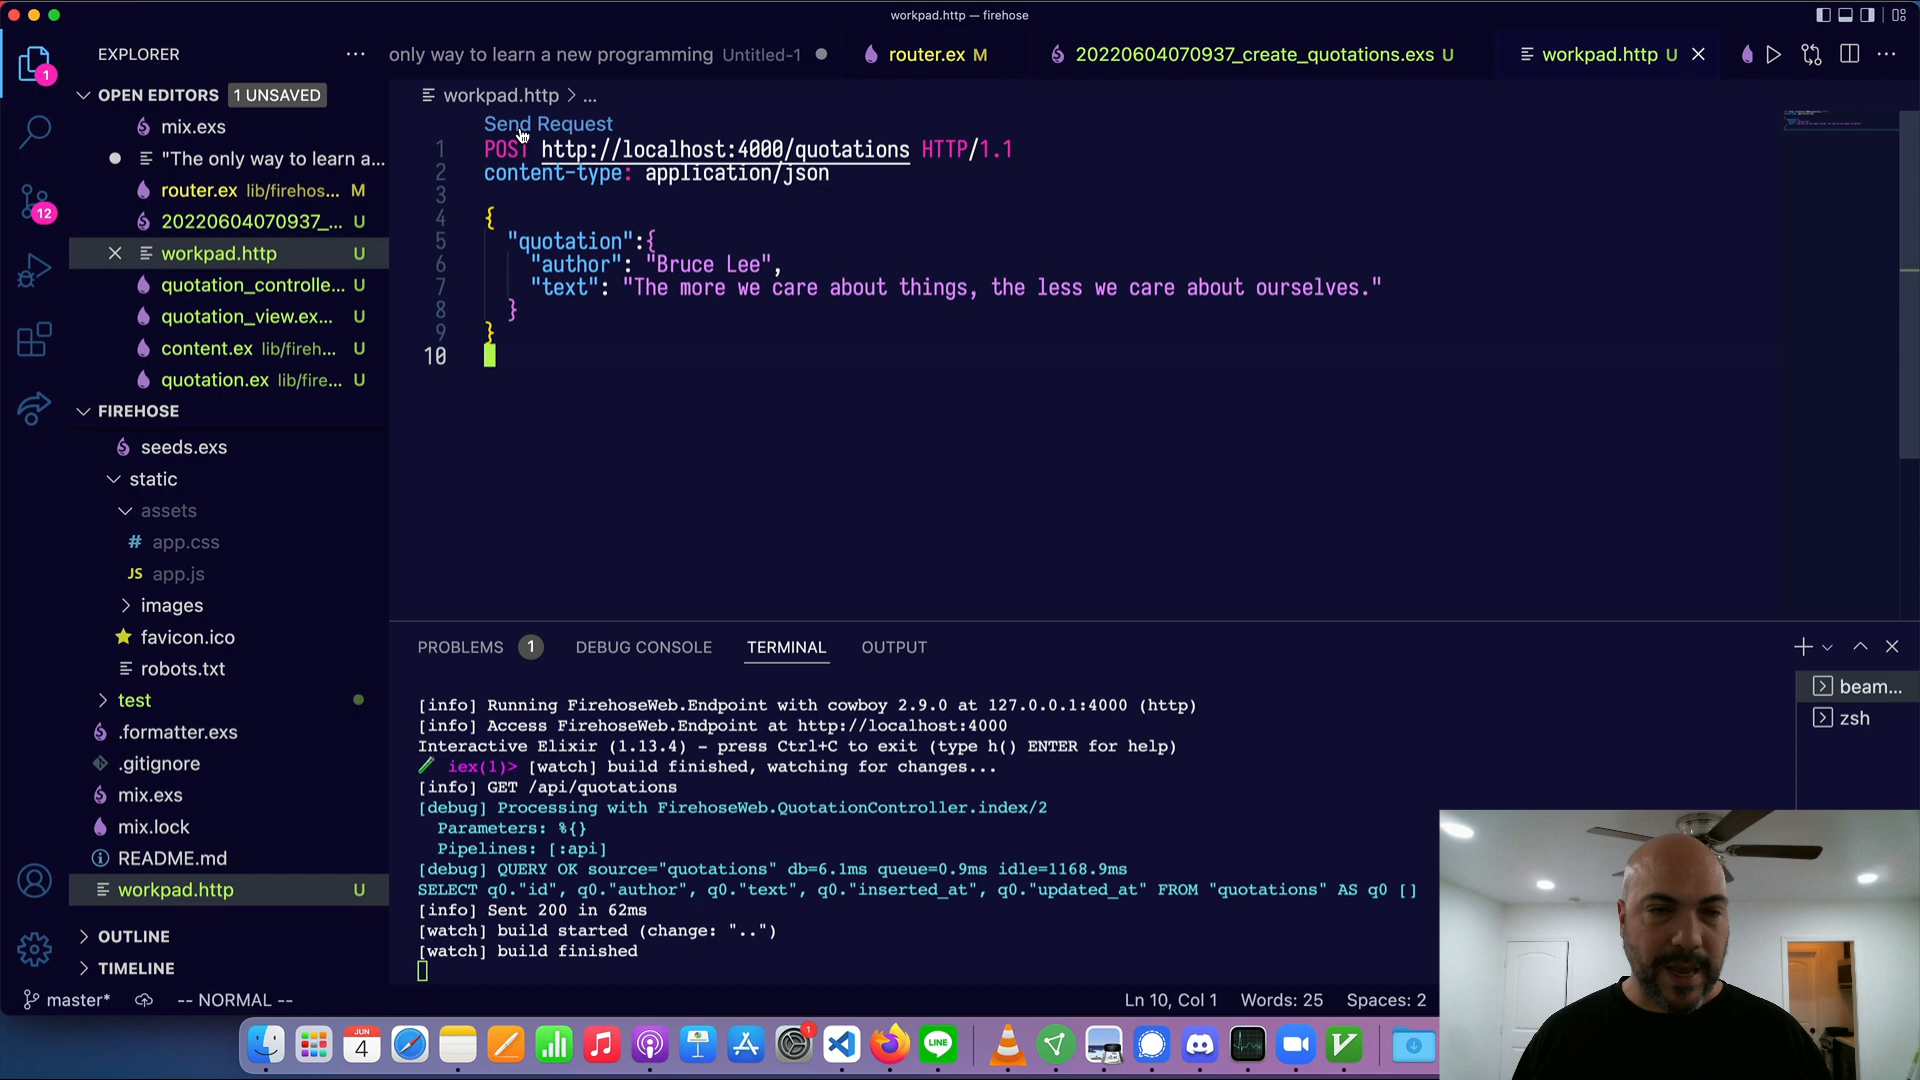 workpad.http — firehose
EXPLORER
only way to learn a new programming Untitled-1
router.ex M
20220604070937_create_quotations.exs U
workpad.http U
OPEN EDITORS 1 UNSAVED
mix.exs
"The only way to learn a...
router.ex lib/firehos... M
20220604070937_... U
workpad.http U
quotation_controlle... U
quotation_view.ex... U
content.ex lib/fireh... U
quotation.ex lib/fire... U
FIREHOSE
seeds.exs
static
assets
# app.css
JS app.js
images
favicon.ico
robots.txt
test
.formatter.exs
.gitignore
mix.exs
mix.lock
README.md
workpad.http U
OUTLINE
TIMELINE
1
12
workpad.http > ...
Send Request
1 POST http://localhost:4000/quotations HTTP/1.1
2 content-type: application/json
3
4 {
5 "quotation":{
6 "author": "Bruce Lee",
7 "text": "The more we care about things, the less we care about ourselves."
8 }
9 }
10
PROBLEMS 1 DEBUG CONSOLE TERMINAL OUTPUT
[info] Running FirehoseWeb.Endpoint with cowboy 2.9.0 at 127.0.0.1:4000 (http)
[info] Access FirehoseWeb.Endpoint at http://localhost:4000
Interactive Elixir (1.13.4) - press Ctrl+C to exit (type h() ENTER for help)
iex(1)> [watch] build finished, watching for changes...
[info] GET /api/quotations
[debug] Processing with FirehoseWeb.QuotationController.index/2
Parameters: %{}
Pipelines: [:api]
[debug] QUERY OK source="quotations" db=6.1ms queue=0.9ms idle=1168.9ms
SELECT q0."id", q0."author", q0."text", q0."inserted_at", q0."updated_at" FROM "quotations" AS q0 []
[info] Sent 200 in 62ms
[watch] build started (change: "..")
[watch] build finished
beam...
zsh
master* -- NORMAL --
Ln 10, Col 1 Words: 25 Spaces: 2
JUN
4
1
LINE